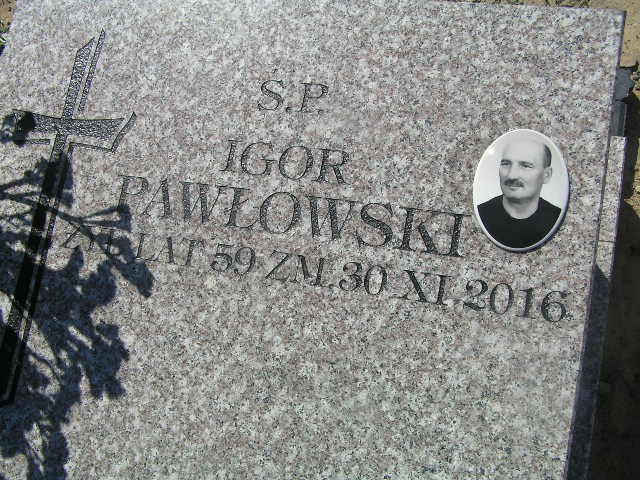 S.P.
IGOR
PAWŁOWSKI
ŻYŁ LAT 59 ZM. 30 XI. 2016.